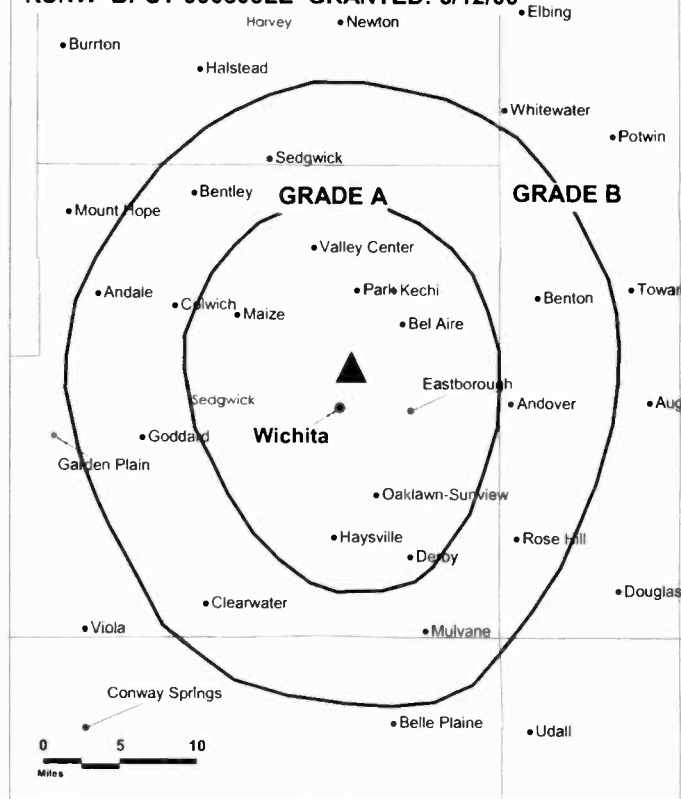 Elbing
Harvey
Newton
Burrton
Halstead
Whitewater
Potwin
Sedgwick
Bentley
GRADE A
GRADE B
Mount Hope
Valley Center
Andale
Colwich
Maize
Park
Kechi
Benton
Towan
Bel Aire
Eastborough
Sedgwick
Andover
Aug
Wichita
Goddard
Garden Plain
Oaklawn-Sunview
Haysville
Derby
Rose Hill
Clearwater
Douglas
Viola
Mulvane
Conway Springs
Belle Plaine
Udall
0 5 10
Miles